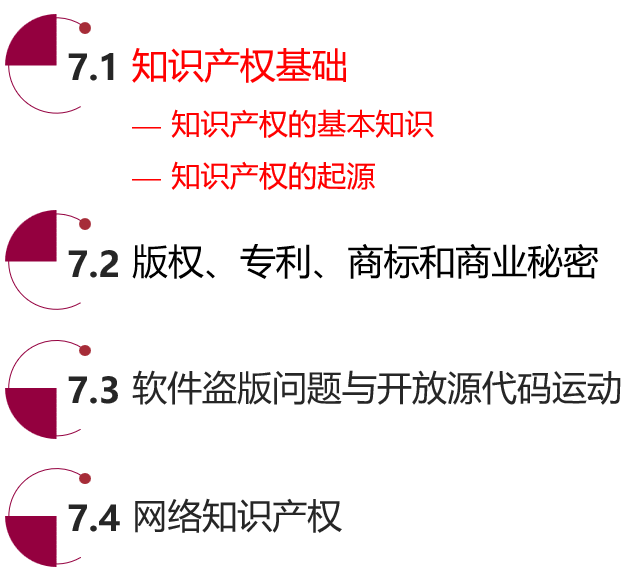 7.1 知识产权基础
— 知识产权的基本知识
— 知识产权的起源
7.2 版权、专利、商标和商业秘密
7.3 软件盗版问题与开放源代码运动
7.4 网络知识产权